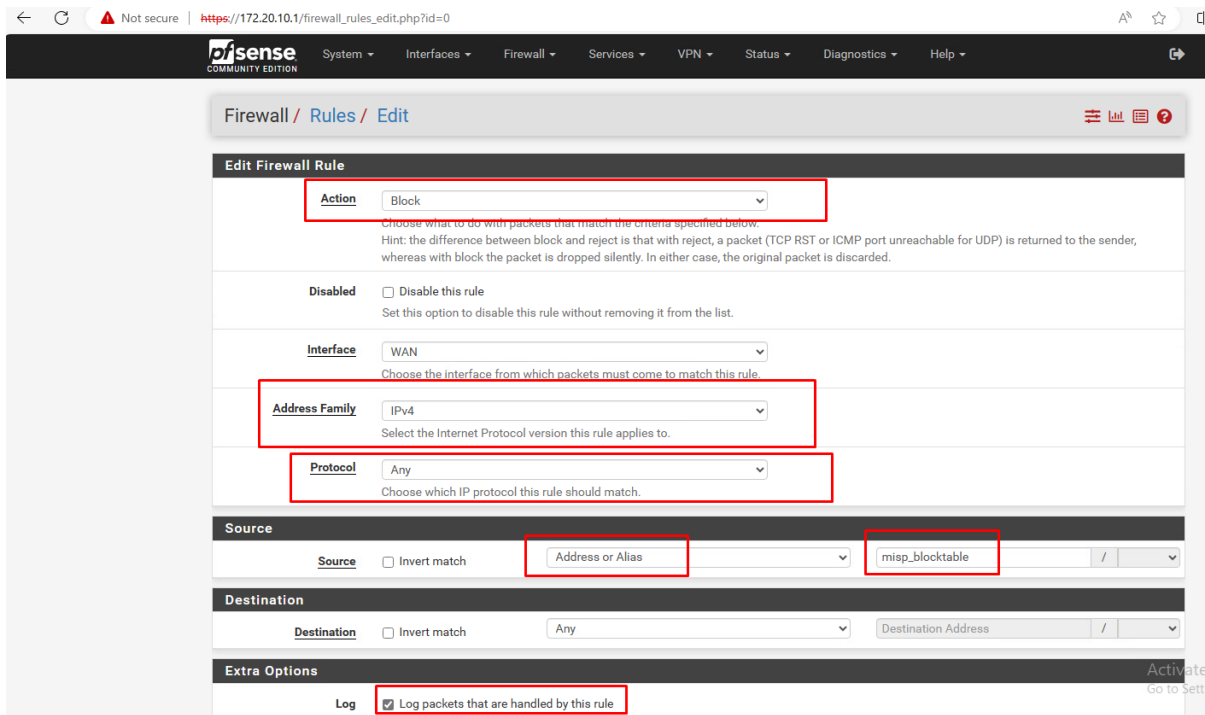 Not secure https://172.20.10.1/firewall_rules_edit.php?id=0
pfsense COMMUNITY EDITION System Interfaces Firewall Services VPN Status Diagnostics Help
Firewall / Rules / Edit
Edit Firewall Rule
Action Block
Choose what to do with packets that match the criteria specified below.
Hint: the difference between block and reject is that with reject, a packet (TCP RST or ICMP port unreachable for UDP) is returned to the sender,
whereas with block the packet is dropped silently. In either case, the original packet is discarded.
Disabled Disable this rule
Set this option to disable this rule without removing it from the list.
Interface WAN
Choose the interface from which packets must come to match this rule.
Address Family IPv4
Select the Internet Protocol version this rule applies to.
Protocol Any
Choose which IP protocol this rule should match.
Source
Source Invert match Address or Alias misp_blocktable /
Destination
Destination Invert match Any Destination Address /
Extra Options
Activate
Go to Sett
Log Log packets that are handled by this rule